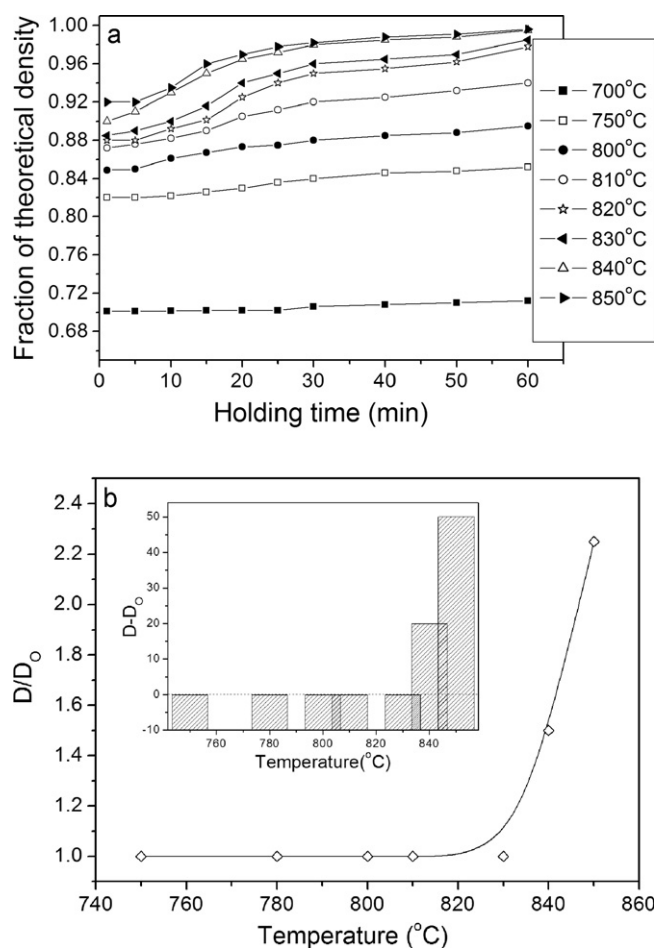 a
1.00
0.96
0.92
0.88
0.84
0.80
0.76
0.72
0.68
Fraction of theoretical density
0 10 20 30 40 50 60
Holding time (min)
700°C
750°C
800°C
810°C
820°C
830°C
840°C
850°C
b
2.4
2.2
2.0
1.8
1.6
1.4
1.2
1.0
D/D_O
50
40
30
20
10
0
-10
D-D_O
760 780 800 820 840
Temperature(°C)
740 760 780 800 820 840 860
Temperature (°C)